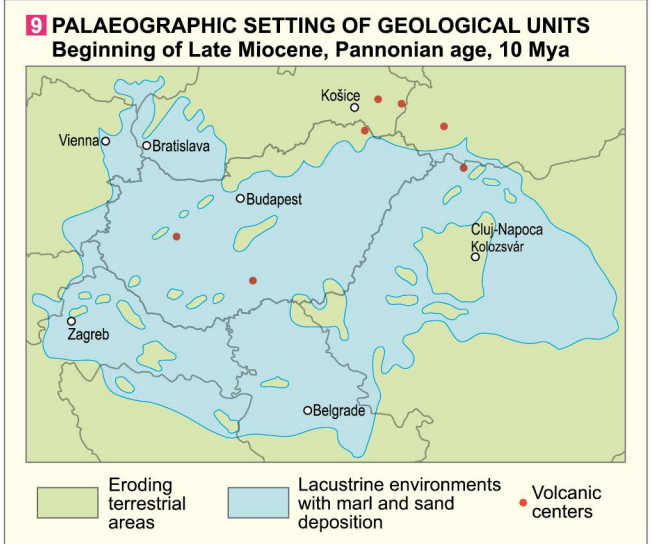 9 PALAEOGRAPHIC SETTING OF GEOLOGICAL UNITS
Beginning of Late Miocene, Pannonian age, 10 Mya
Košice
Vienna
Bratislava
Budapest
Cluj-Napoca
Kolozsvár
Zagreb
Belgrade
Eroding
terrestrial
areas
Lacustrine environments
with marl and sand
deposition
Volcanic
centers